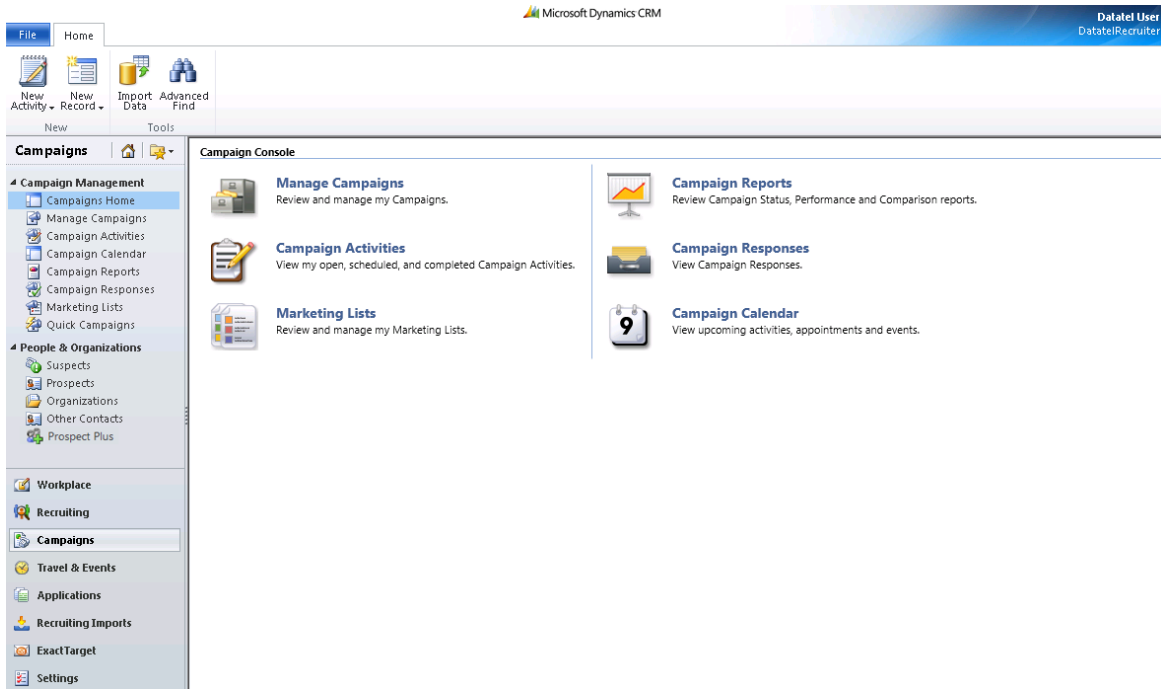 Microsoft Dynamics CRM
Datatel User
DatatelRecruiter
File
Home
New Activity
New Record
Import Data
Advanced Find
New
Tools
Campaigns
Campaign Management
Campaigns Home
Manage Campaigns
Campaign Activities
Campaign Calendar
Campaign Reports
Campaign Responses
Marketing Lists
Quick Campaigns
People & Organizations
Suspects
Prospects
Organizations
Other Contacts
Prospect Plus
Workplace
Recruiting
Campaigns
Travel & Events
Applications
Recruiting Imports
ExactTarget
Settings
Campaign Console
Manage Campaigns
Review and manage my Campaigns.
Campaign Activities
View my open, scheduled, and completed Campaign Activities.
Marketing Lists
Review and manage my Marketing Lists.
Campaign Reports
Review Campaign Status, Performance and Comparison reports.
Campaign Responses
View Campaign Responses.
9
Campaign Calendar
View upcoming activities, appointments and events.